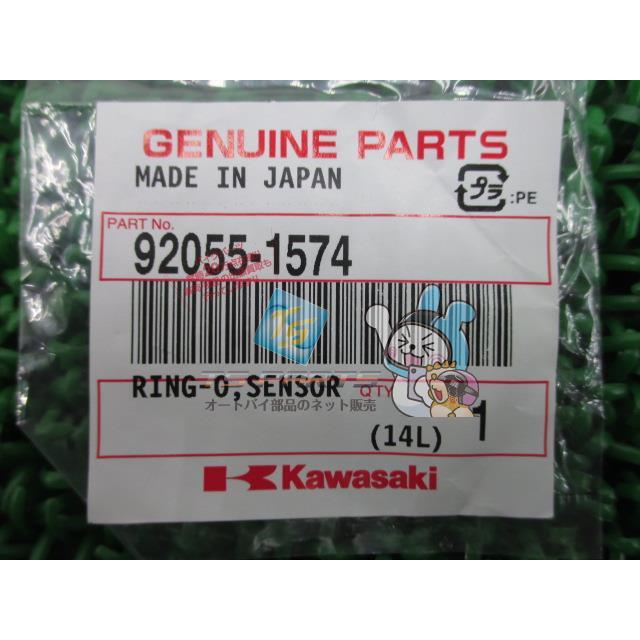 GENUINE PARTS
MADE IN JAPAN
プラ
:PE
PART No.
92055-1574
RING-O,SENSOR QTY
オートバイ部品のネット販売
1
(14L)
Kawasaki